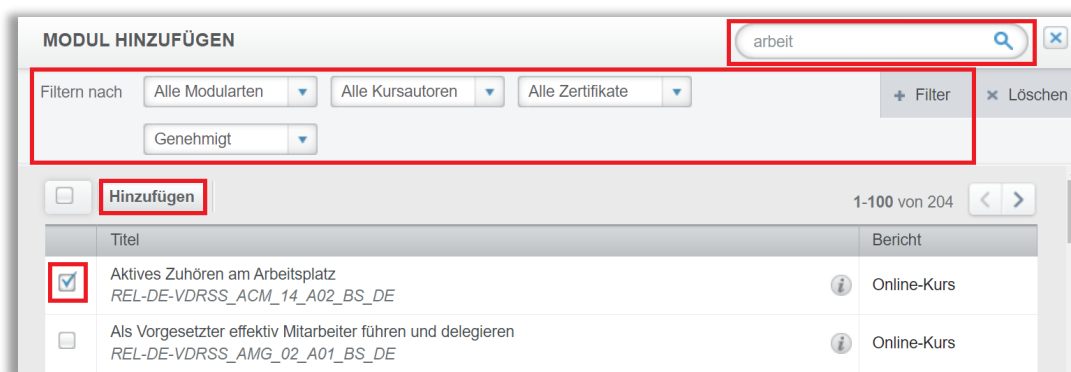 MODUL HINZUFÜGEN
arbeit
Filtern nach Alle Modularten Alle Kursautoren Alle Zertifikate + Filter × Löschen
Genehmigt
Hinzufügen 1-100 von 204
Titel Bericht
Aktives Zuhören am Arbeitsplatz
REL-DE-VDRSS_ACM_14_A02_BS_DE
Online-Kurs
Als Vorgesetzter effektiv Mitarbeiter führen und delegieren
REL-DE-VDRSS_AMG_02_A01_BS_DE
Online-Kurs